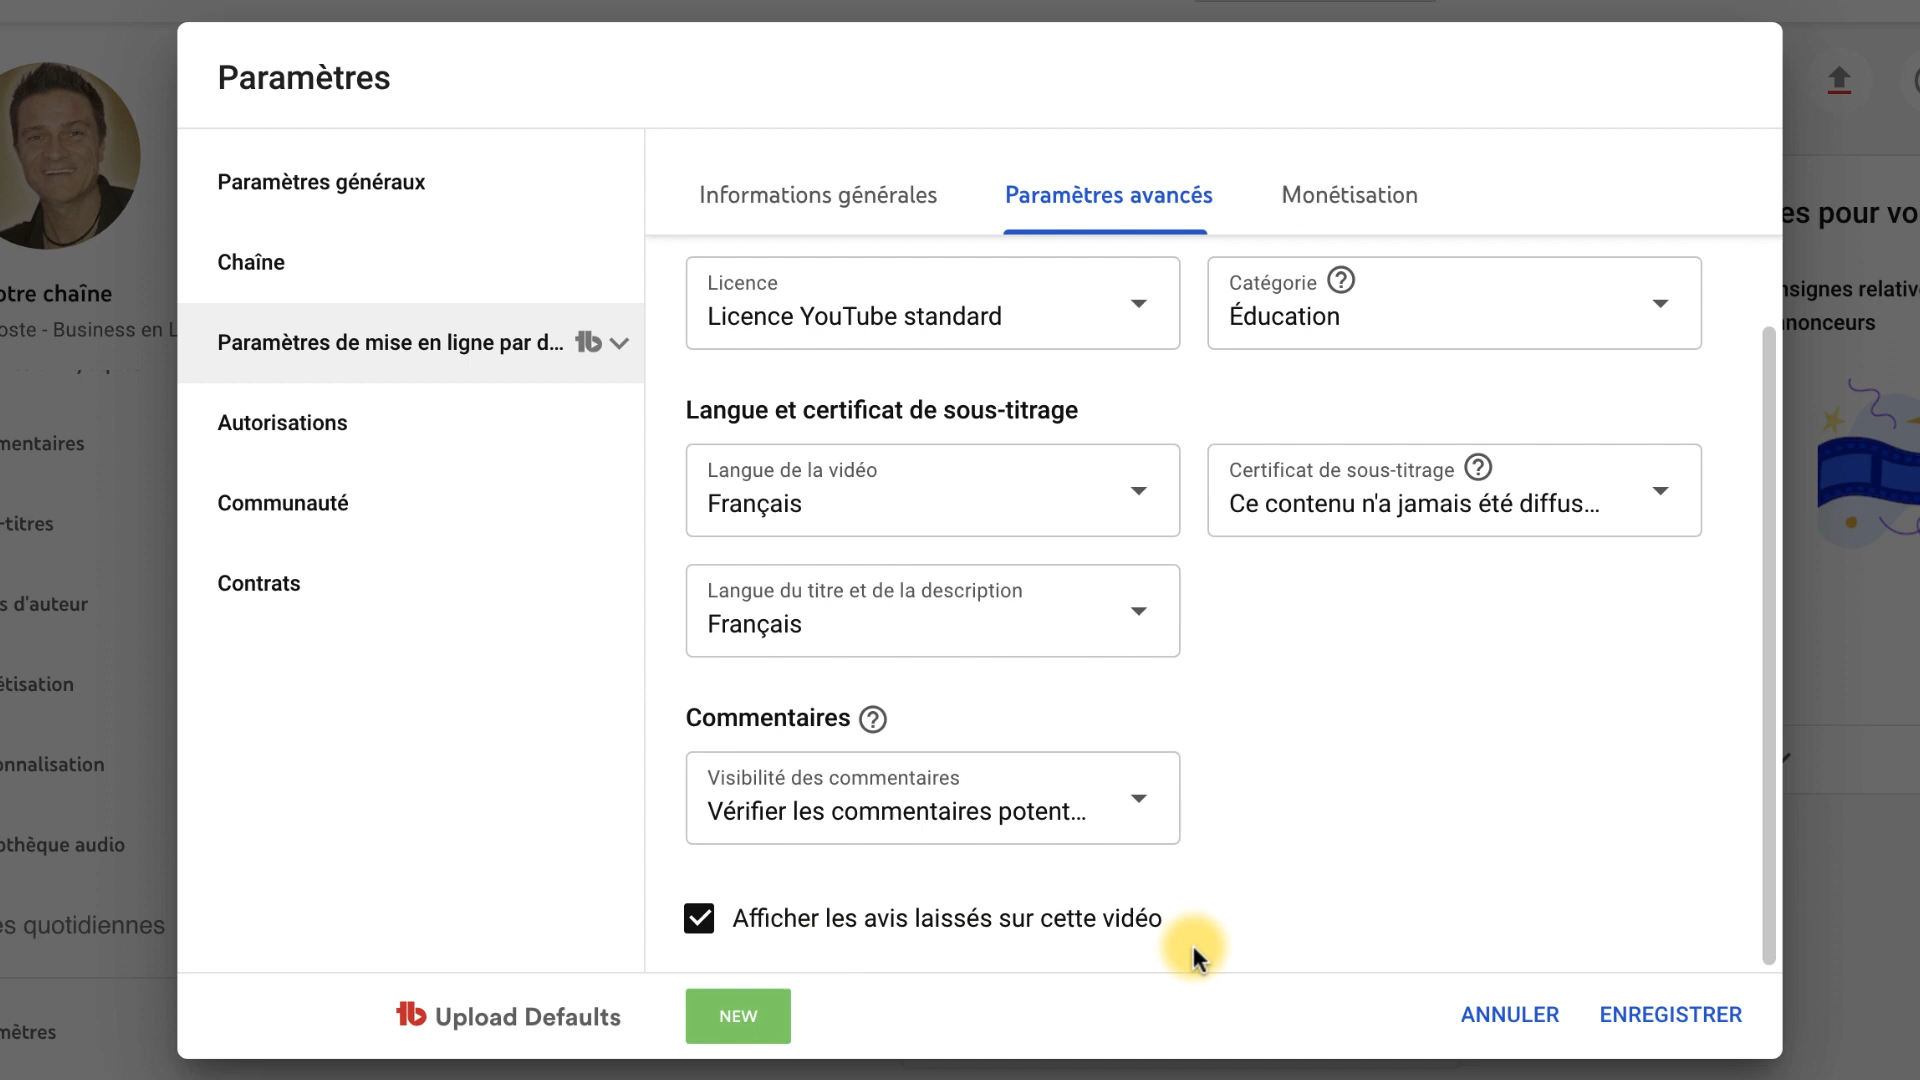 Paramètres
Paramètres généraux
Chaîne
Paramètres de mise en ligne par d...
Autorisations
Communauté
Contrats
Informations générales
Paramètres avancés
Monétisation
Licence
Licence YouTube standard
Catégorie
Éducation
Langue et certificat de sous-titrage
Langue de la vidéo
Français
Certificat de sous-titrage
Ce contenu n'a jamais été diffus...
Langue du titre et de la description
Français
Commentaires
Visibilité des commentaires
Vérifier les commentaires potent...
Afficher les avis laissés sur cette vidéo
tb Upload Defaults
NEW
ANNULER
ENREGISTRER
otre chaîne
oste - Business en L
mentaires
-titres
s d'auteur
étisation
onnalisation
othèque audio
es quotidiennes
mètres
es pour vo
nsignes relativ
nnonceurs